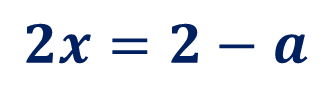 2x = 2 − a